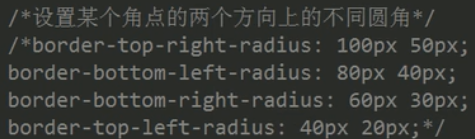 /*设置某个角点的两个方向上的不同圆角*/
/*border-top-right-radius: 100px 50px;
border-bottom-left-radius: 80px 40px;
border-bottom-right-radius: 60px 30px;
border-top-left-radius: 40px 20px;*/